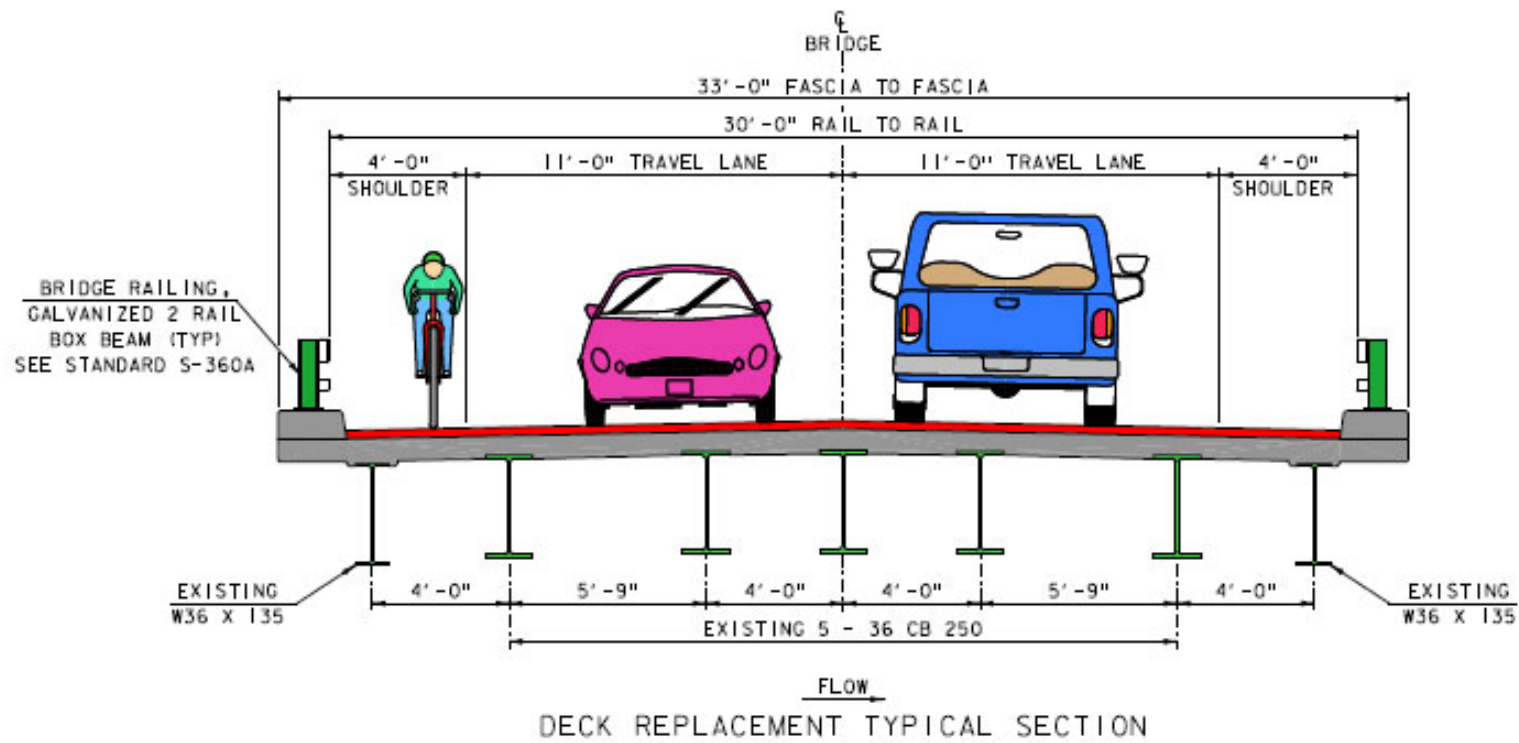 ℄
BRIDGE
33'-0" FASCIA TO FASCIA
30'-0" RAIL TO RAIL
4'-0" 11'-0" TRAVEL LANE 11'-0" TRAVEL LANE 4'-0"
SHOULDER SHOULDER
BRIDGE RAILING,
GALVANIZED 2 RAIL
BOX BEAM (TYP)
SEE STANDARD S-360A
EXISTING
W36 X 135
4'-0" 5'-9" 4'-0" 4'-0" 5'-9" 4'-0"
EXISTING
W36 X 135
EXISTING 5 - 36 CB 250
FLOW
DECK REPLACEMENT TYPICAL SECTION